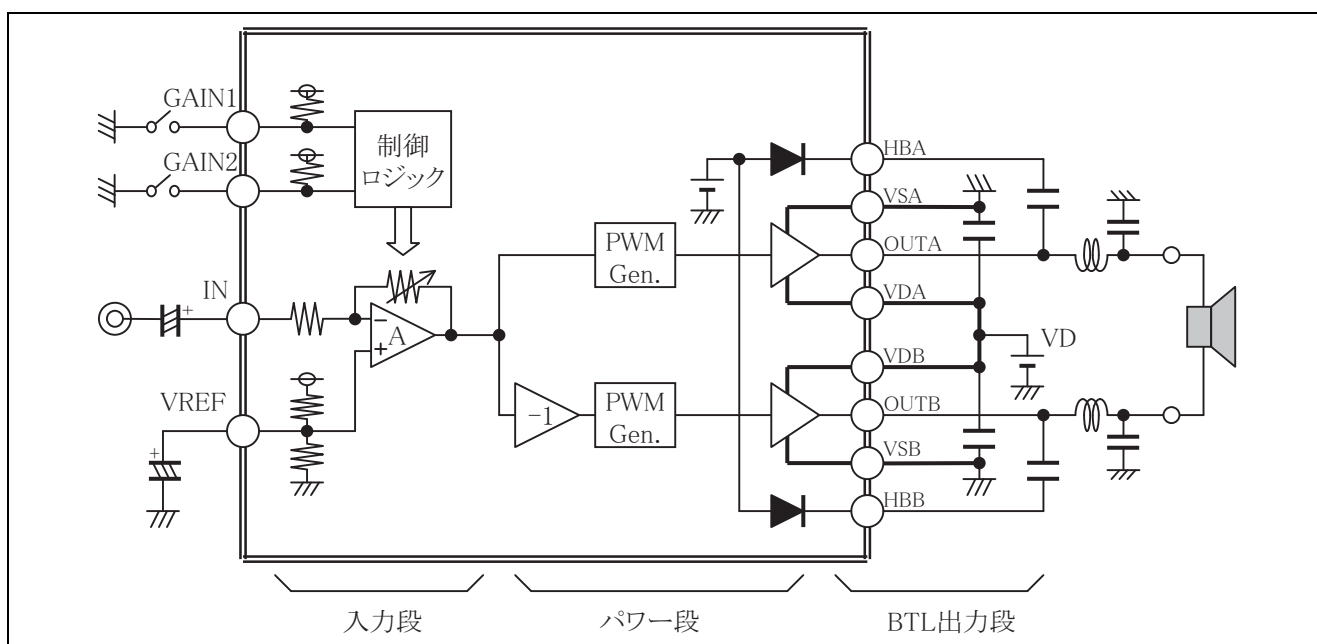 GAIN1
GAIN2
制御
ロジック
IN
+
−
A
+
VREF
+
PWM
Gen.
−1
PWM
Gen.
HBA
VSA
OUTA
VDA
VD
VDB
OUTB
VSB
HBB
入力段
パワー段
BTL出力段